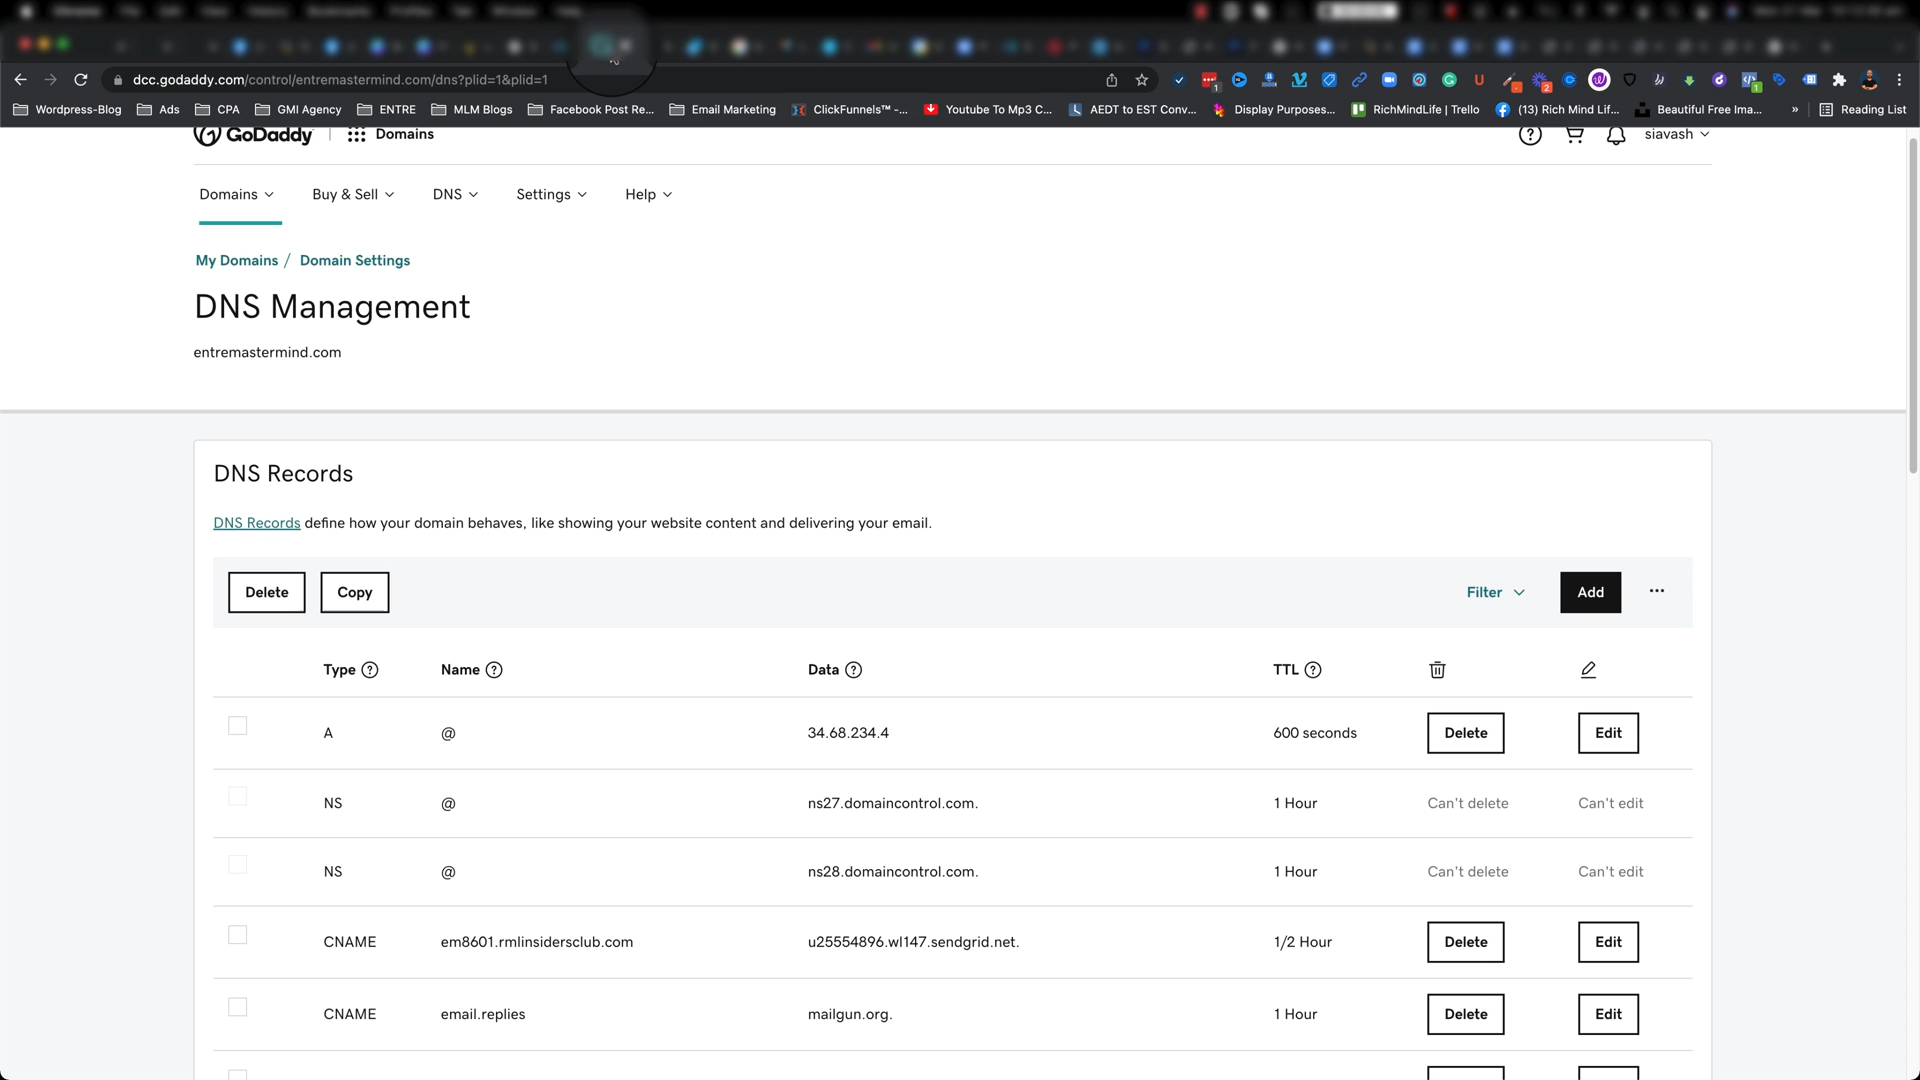 dcc.godaddy.com/control/entremastermind.com/dns?plid=1&plid=1
Wordpress-Blog Ads CPA GMI Agency ENTRE MLM Blogs Facebook Post Re... Email Marketing ClickFunnels™ -... Youtube To Mp3 C... AEDT to EST Conv... Display Purposes... RichMindLife | Trello (13) Rich Mind Lif... Beautiful Free Ima... » Reading List
GoDaddy Domains siavash
Domains Buy & Sell DNS Settings Help
My Domains / Domain Settings
DNS Management
entremastermind.com
DNS Records
DNS Records define how your domain behaves, like showing your website content and delivering your email.
Delete Copy Filter Add ...
Type Name Data TTL
A @ 34.68.234.4 600 seconds Delete Edit
NS @ ns27.domaincontrol.com. 1 Hour Can't delete Can't edit
NS @ ns28.domaincontrol.com. 1 Hour Can't delete Can't edit
CNAME em8601.rmlinsidersclub.com u25554896.wl147.sendgrid.net. 1/2 Hour Delete Edit
CNAME email.replies mailgun.org. 1 Hour Delete Edit